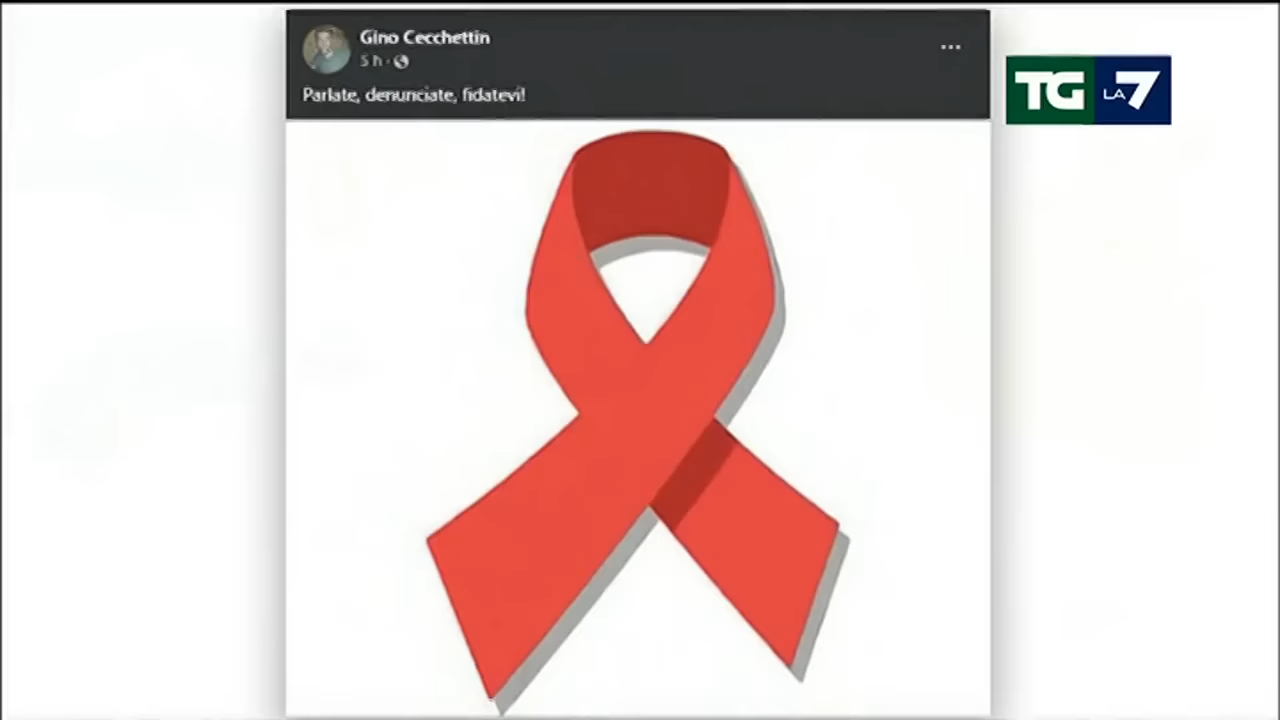 Gino Cecchettin
5 h ·
Parlate, denunciate, fidatevi!
TG LA7